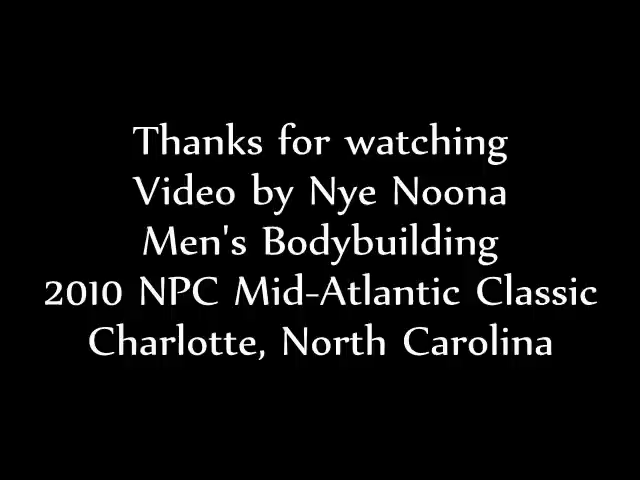 Thanks for watching
Video by Nye Noona
Men's Bodybuilding
2010 NPC Mid-Atlantic Classic
Charlotte, North Carolina